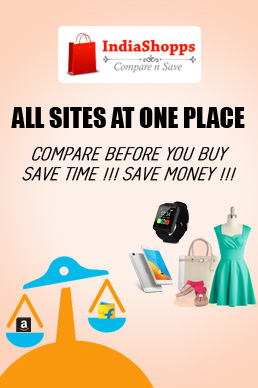 IndiaShopps
Compare n Save
ALL SITES AT ONE PLACE
COMPARE BEFORE YOU BUY
SAVE TIME !!! SAVE MONEY !!!
a